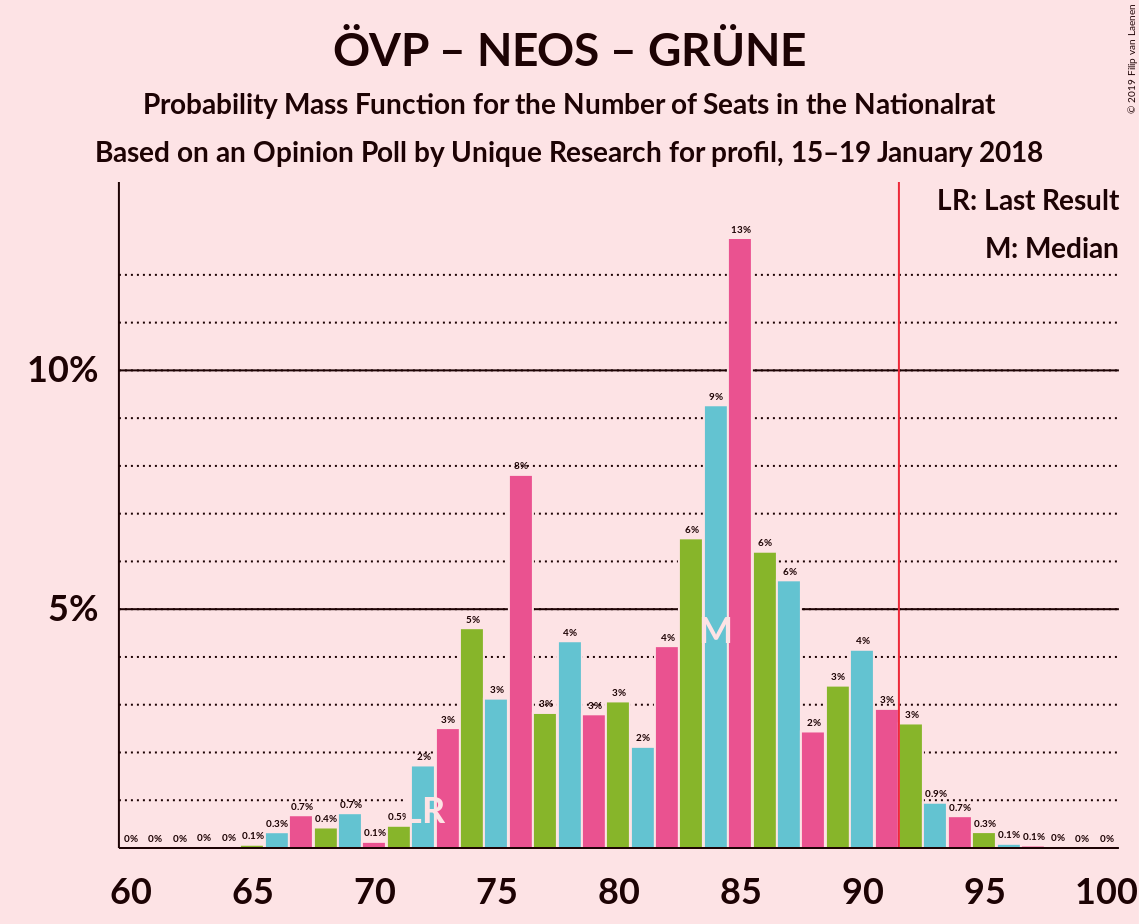 ÖVP – NEOS – GRÜNE
Probability Mass Function for the Number of Seats in the Nationalrat
Based on an Opinion Poll by Unique Research for profil, 15–19 January 2018
© 2019 Filip van Laenen
LR: Last Result
M: Median
10%
5%
0% 0% 0% 0% 0% 0.1% 0.3% 0.7% 0.4% 0.7% 0.1% 0.5% 2% 3% 5% 3% 8% 3% 4% 3% 3% 2% 4% 6% 9% 13% 6% 6% 2% 3% 4% 3% 3% 0.9% 0.7% 0.3% 0.1% 0.1% 0% 0% 0%
LR
M
60 65 70 75 80 85 90 95 100